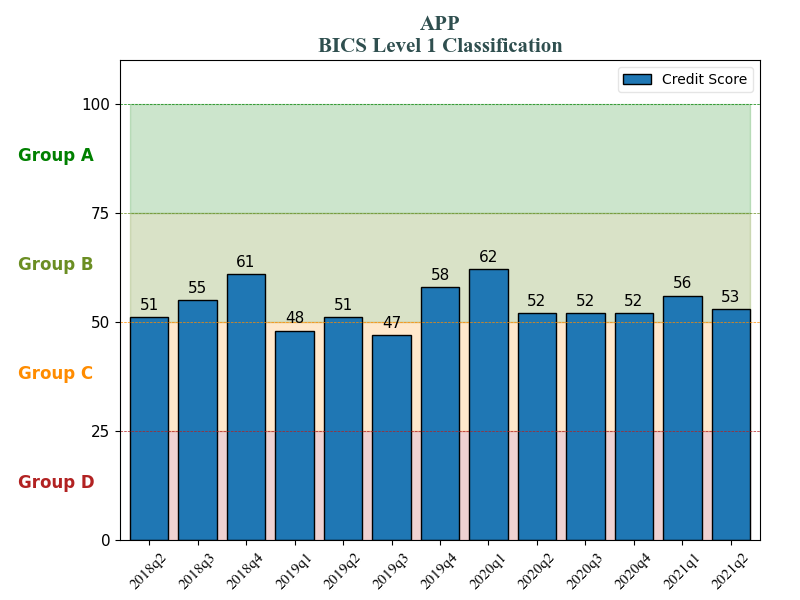 APP
BICS Level 1 Classification
Credit Score
100
Group A
75
Group B
50
Group C
25
Group D
0
51
55
61
48
51
47
58
62
52
52
52
56
53
2018q2
2018q3
2018q4
2019q1
2019q2
2019q3
2019q4
2020q1
2020q2
2020q3
2020q4
2021q1
2021q2